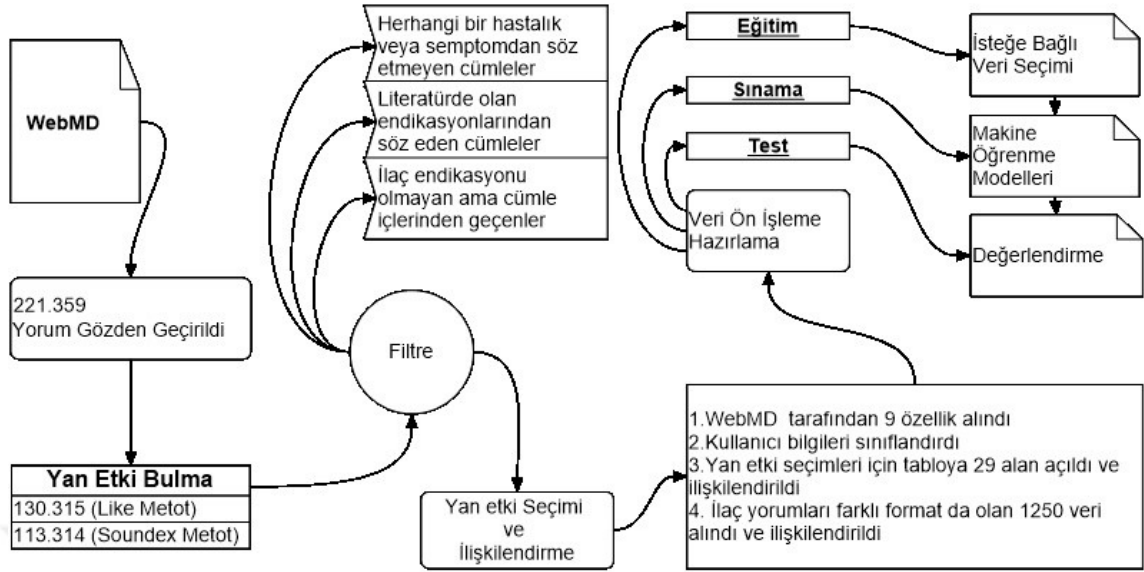 WebMD
221.359
Yorum Gözden Geçirildi
Yan Etki Bulma
130.315 (Like Metot)
113.314 (Soundex Metot)
Herhangi bir hastalık
veya semptomdan söz
etmeyen cümleler
Literatürde olan
endikasyonlarından
söz eden cümleler
İlaç endikasyonu
olmayan ama cümle
içlerinden geçenler
Filtre
Yan etki Seçimi
ve
İlişkilendirme
1.WebMD tarafından 9 özellik alındı
2.Kullanıcı bilgileri sınıflandırdı
3.Yan etki seçimleri için tabloya 29 alan açıldı ve
ilişkilendirildi
4. İlaç yorumları farklı format da olan 1250 veri
alındı ve ilişkilendirildi
Veri Ön İşleme
Hazırlama
Eğitim
Sınama
Test
İsteğe Bağlı
Veri Seçimi
Makine
Öğrenme
Modelleri
Değerlendirme